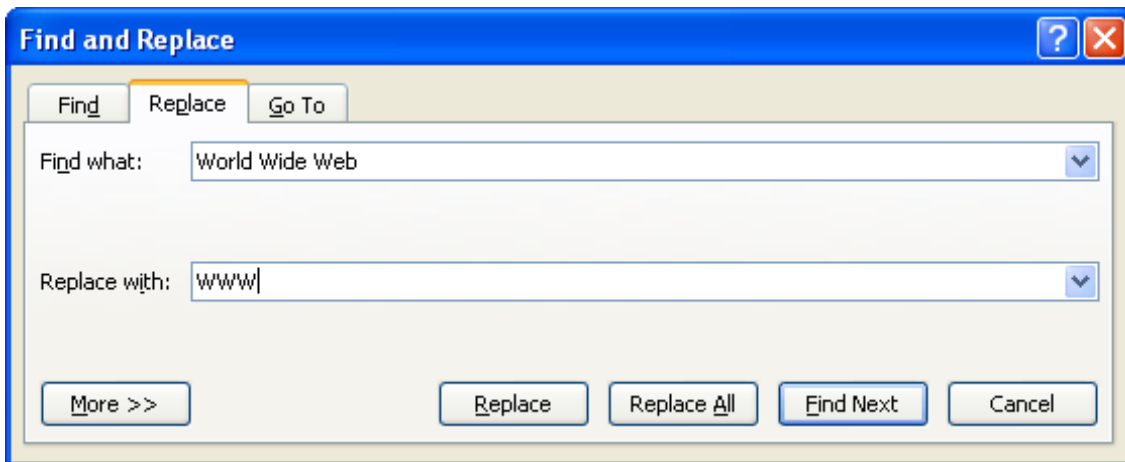 Find and Replace
Find Replace Go To
Find what: World Wide Web
Replace with: WWW
More >> Replace Replace All Find Next Cancel